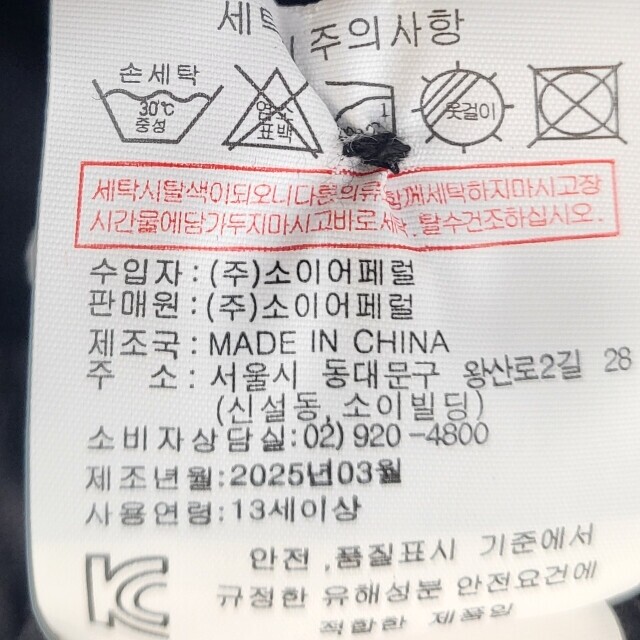 세탁 주의사항
손세탁
30℃
중성
염소
표백
1
옷걸이
세탁시탈색이되오니다른의류 함께세탁하지마시고장
시간물에담가두지마시고바로세탁, 탈수건조하십시오.
수입자 : (주)소이어페럴
판매원 : (주)소이어페럴
제조국 : MADE IN CHINA
주 소 : 서울시 동대문구 왕산로2길 28
(신설동, 소이빌딩)
소비자상담실:02) 920-4800
제조년월:2025년03월
사용연령:13세이상
KC
안전,품질표시 기준에서
규정한 유해성분 안전요건에
적합한 제품임